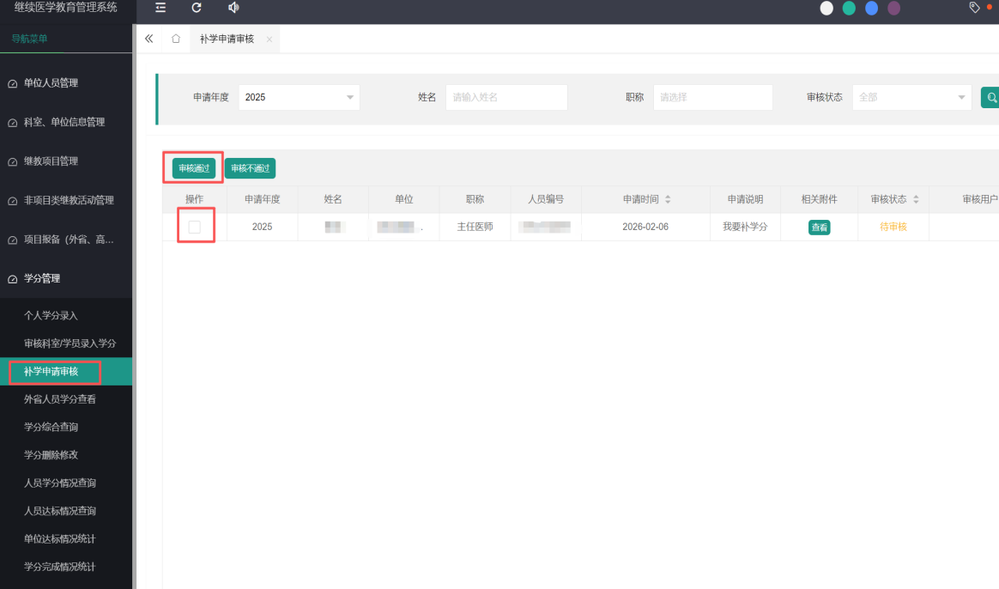 继续医学教育管理系统
导航菜单
单位人员管理
科室、单位信息管理
继教项目管理
非项目类继教活动管理
项目报备（外省、高...
学分管理
个人学分录入
审核科室/学员录入学分
补学申请审核
外省人员学分查看
学分综合查询
学分删除修改
人员学分情况查询
人员达标情况查询
单位达标情况统计
学分完成情况统计
补学申请审核
申请年度 2025 姓名 请输入姓名 职称 请选择 审核状态 全部
审核通过 审核不通过
操作 申请年度 姓名 单位 职称 人员编号 申请时间 申请说明 相关附件 审核状态 审核用户
2025 主任医师 2026-02-06 我要补学分 查看 待审核